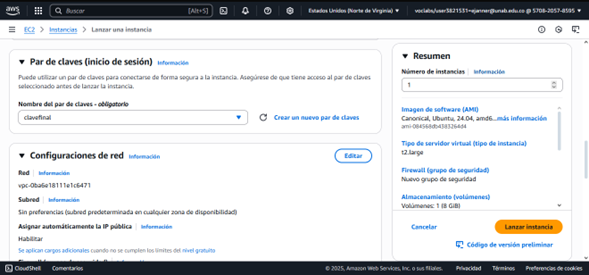 aws
Buscar
[Alt+S]
Estados Unidos (Norte de Virginia)
voclabs/user3821531=ejanner@unab.edu.co @ 5708-2057-8595
EC2 > Instancias > Lanzar una instancia
Par de claves (inicio de sesión) Información
Puede utilizar un par de claves para conectarse de forma segura a la instancia. Asegúrese de que tiene acceso al par de claves
seleccionado antes de lanzar la instancia.
Nombre del par de claves - obligatorio
clavefinal
Crear un nuevo par de claves
Configuraciones de red Información
Editar
Red Información
vpc-0ba6e18111e1c6471
Subred Información
Sin preferencias (subred predeterminada en cualquier zona de disponibilidad)
Asignar automáticamente la IP pública Información
Habilitar
Se aplican cargos adicionales cuando no se cumplen los límites del nivel gratuito
Resumen
Número de instancias Información
1
Imagen de software (AMI)
Canonical, Ubuntu, 24.04, amd6...más información
ami-084568db4383264d4
Tipo de servidor virtual (tipo de instancia)
t2.large
Firewall (grupo de seguridad)
Nuevo grupo de seguridad
Almacenamiento (volúmenes)
Volúmenes: 1 (8 GiB)
Cancelar
Lanzar instancia
Código de versión preliminar
CloudShell Comentarios
© 2025, Amazon Web Services, Inc. o sus filiales. Privacidad Términos Preferencias de cookies